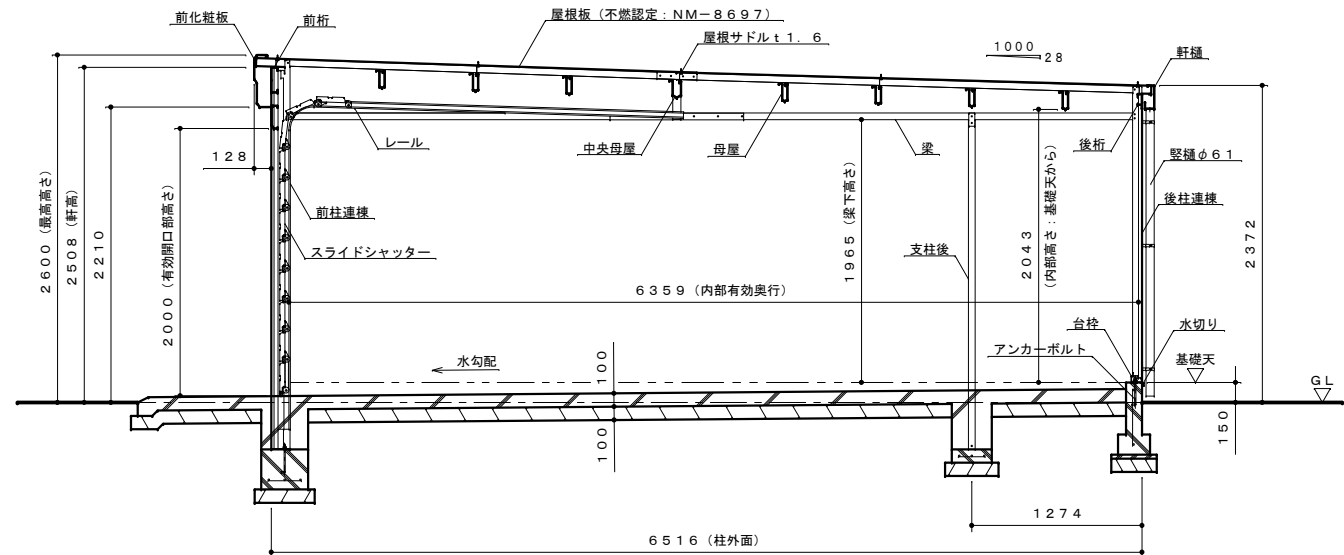 屋根板（不燃認定：ＮＭ－８６９７）
前化粧板
前桁
屋根サドルｔ１．６
１０００
２８
軒樋
レール
中央母屋
母屋
梁
後桁
竪樋φ６１
１２８
前柱連棟
後柱連棟
スライドシャッター
支柱後
２６００（最高高さ）
２５０８（軒高）
２２１０
２０００（有効開口部高さ）
１９６５（梁下高さ）
２０４３
（内部高さ：基礎天から）
２３７２
６３５９（内部有効奥行）
台枠
水切り
アンカーボルト
基礎天
水勾配
１００
ＧＬ
１００
１５０
１２７４
６５１６（柱外面）